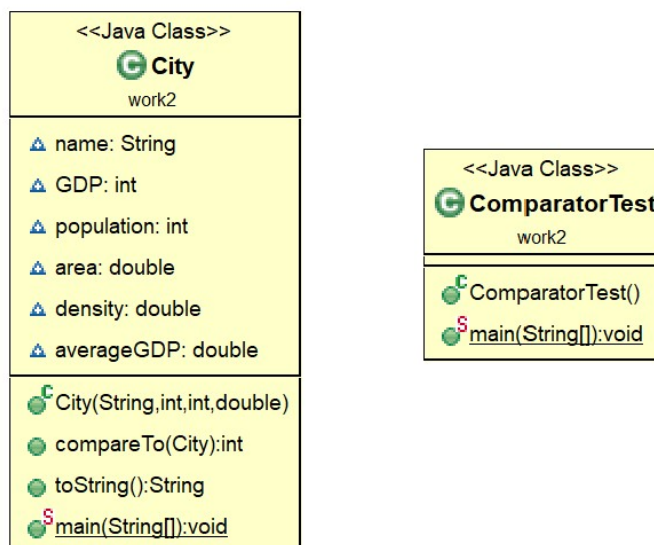 <<Java Class>>
City
work2
name: String
GDP: int
population: int
area: double
density: double
averageGDP: double
City(String,int,int,double)
compareTo(City):int
toString():String
main(String[]):void
<<Java Class>>
ComparatorTest
work2
ComparatorTest()
main(String[]):void